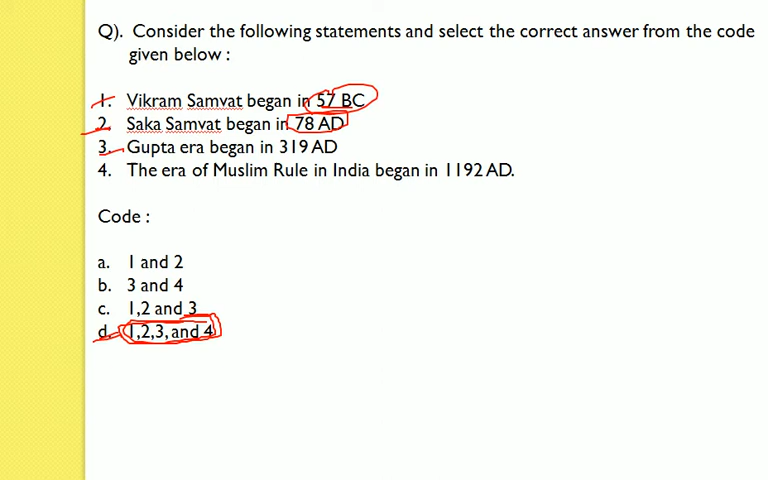 Q). Consider the following statements and select the correct answer from the code
given below :
1. Vikram Samvat began in 57 BC
2. Saka Samvat began in 78 AD
3. Gupta era began in 319 AD
4. The era of Muslim Rule in India began in 1192 AD.
Code :
a. 1 and 2
b. 3 and 4
c. 1,2 and 3
d. 1,2,3, and 4